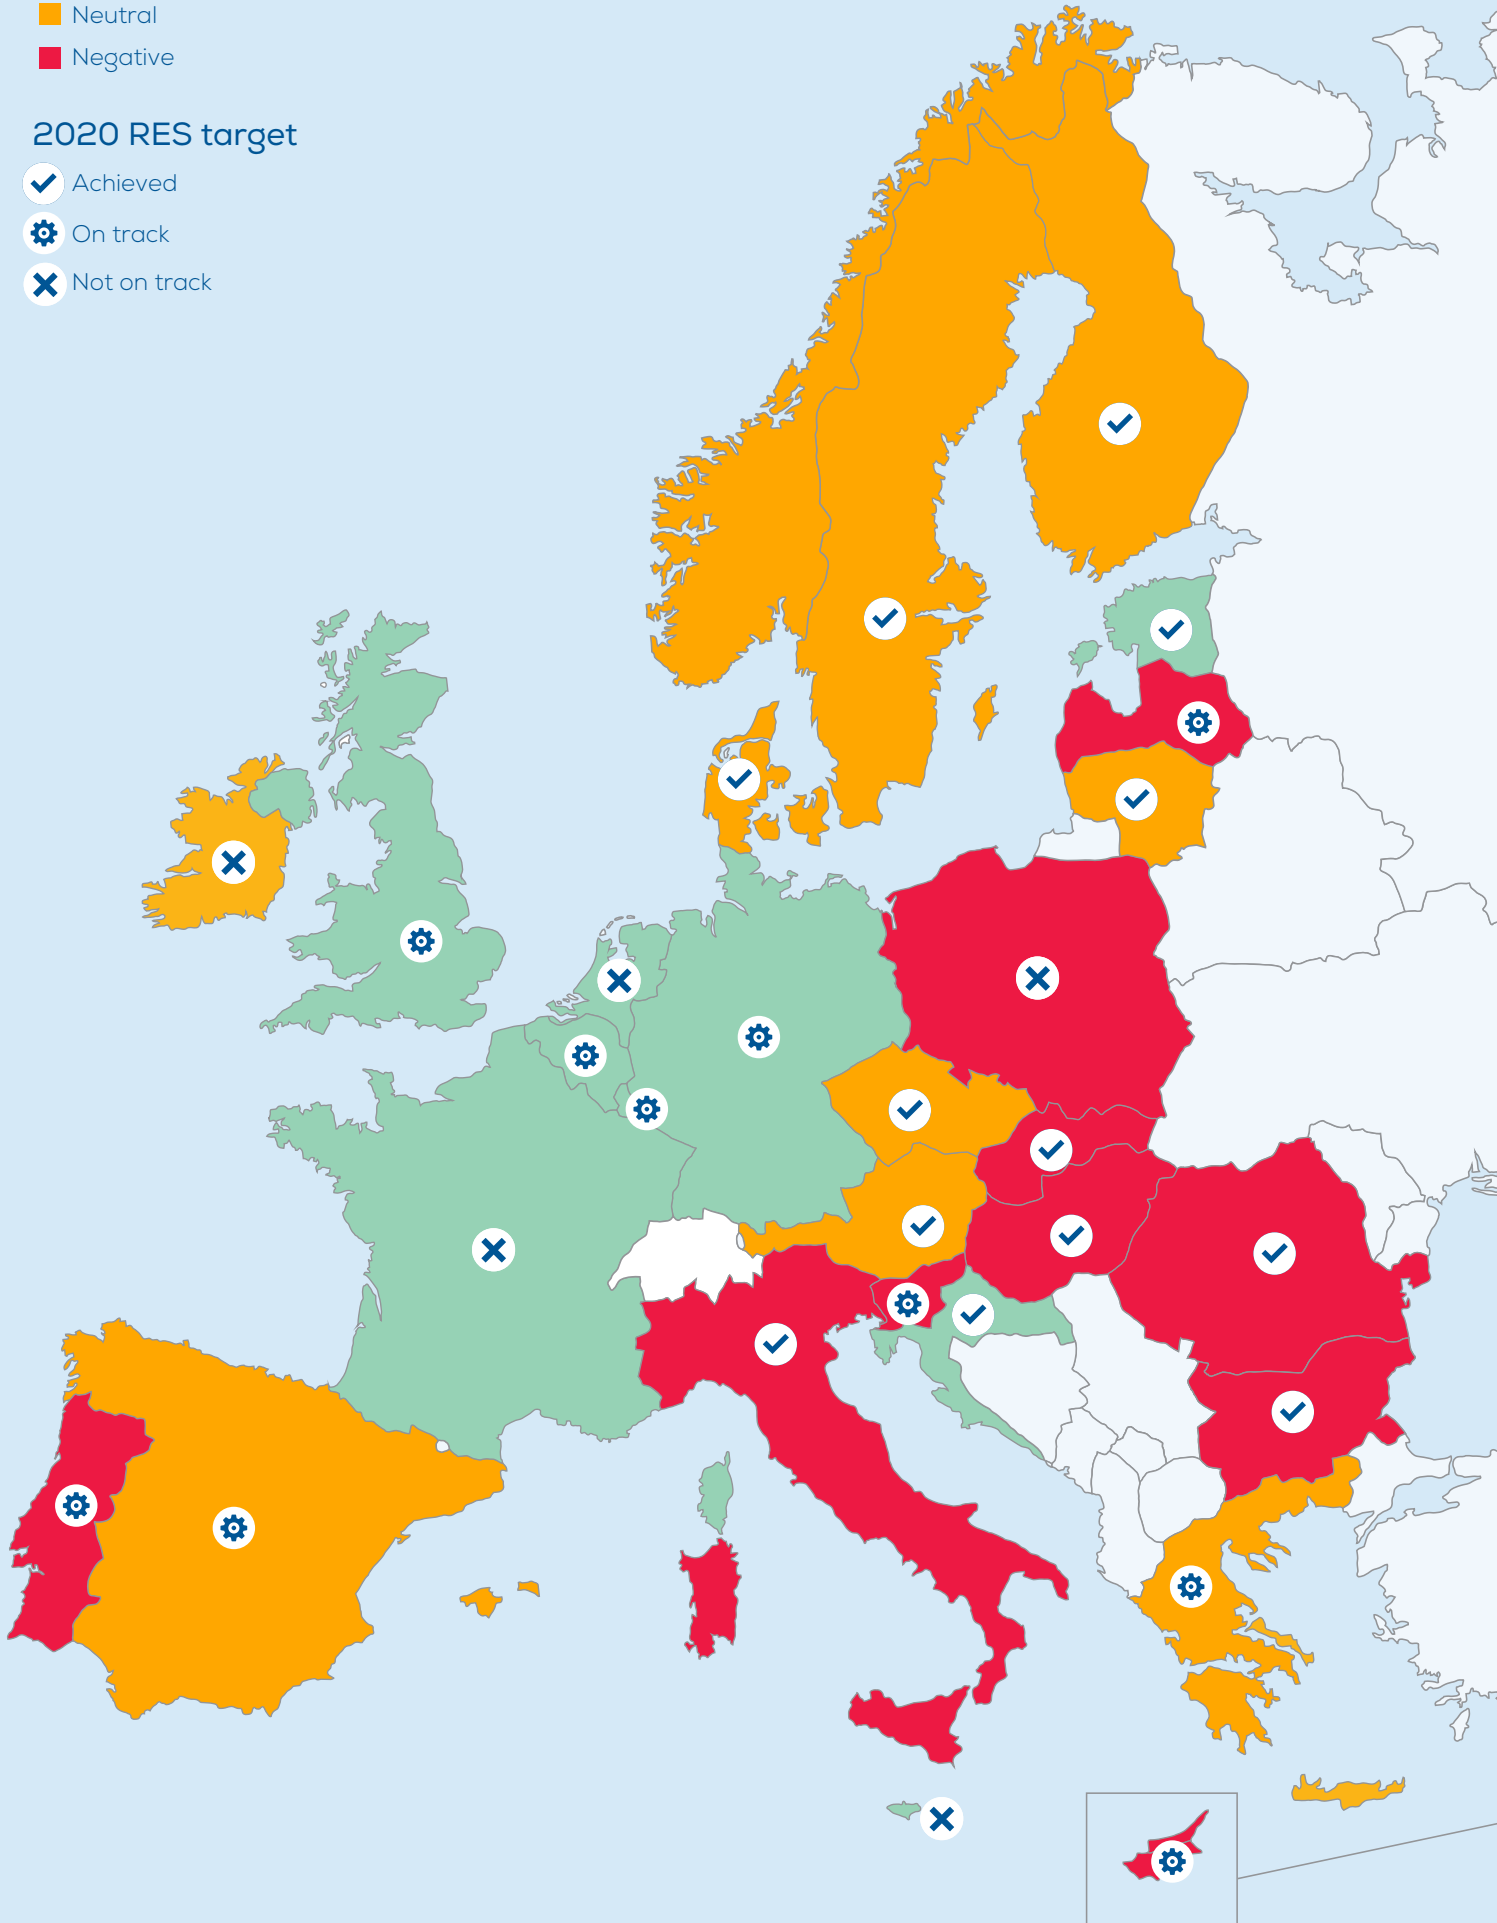 Neutral
Negative
2020 RES target
Achieved
On track
Not on track